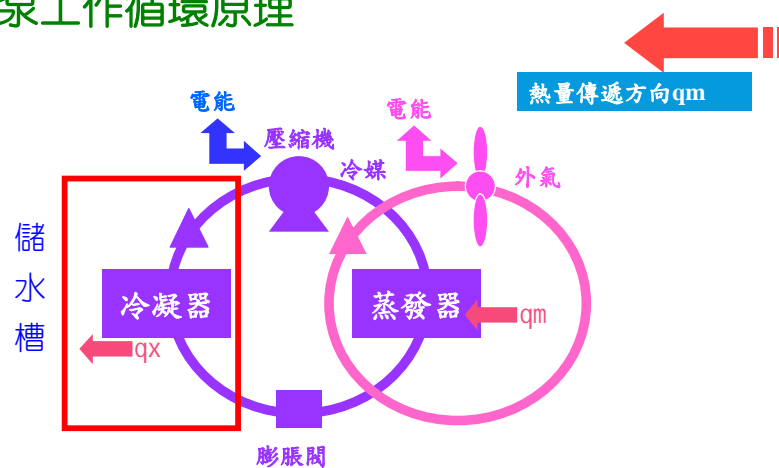 泵工作循環原理
熱量傳遞方向qm
電能
電能
壓縮機
冷媒
外氣
儲水槽
冷凝器
蒸發器
qm
qx
膨脹閥